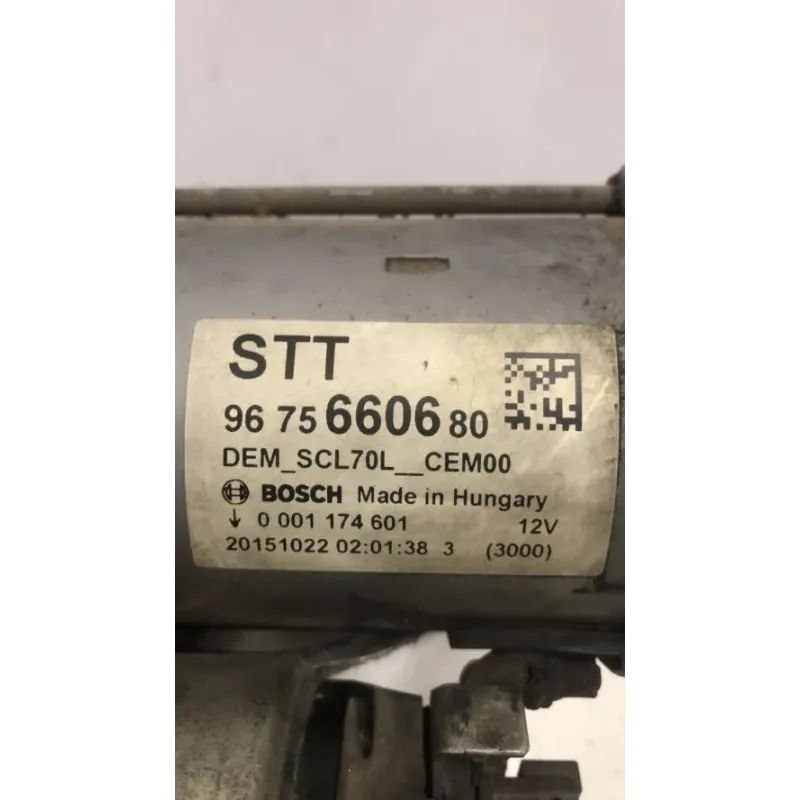 STT
96 75 6606 80
DEM_SCL70L__CEM00
BOSCH Made in Hungary
↓ 0 001 174 601 12V
20151022 02:01:38 3 (3000)